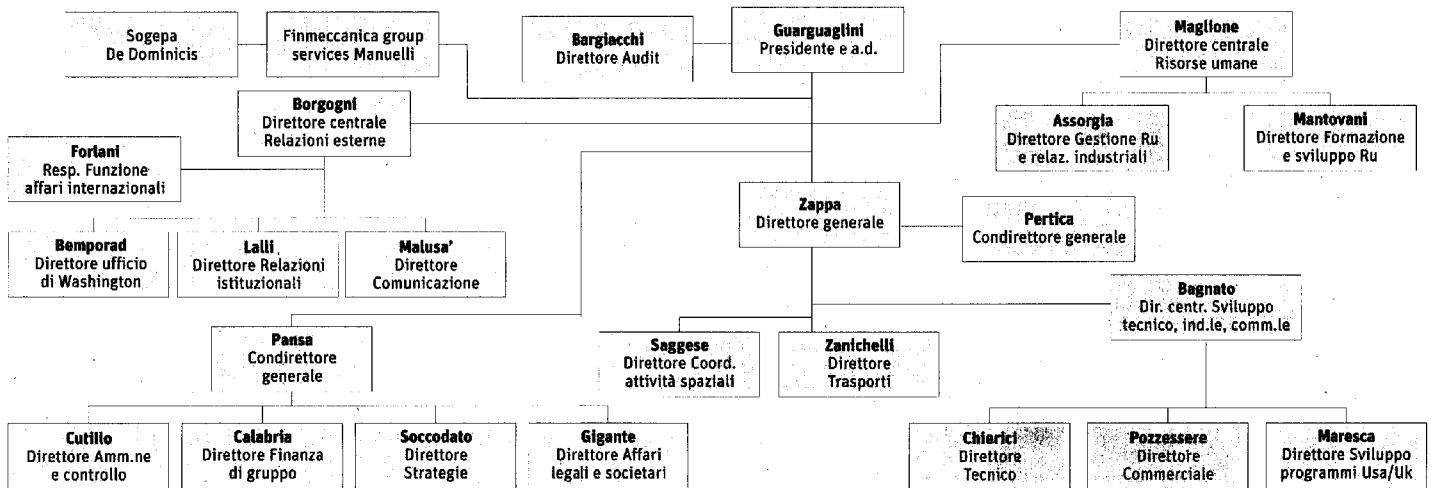 Sogepa
De Dominicis
Finmeccanica group
services Manuelli
Bargiacchi
Direttore Audit
Guarguaglini
Presidente e a.d.
Maglione
Direttore centrale
Risorse umane
Borgogni
Direttore centrale
Relazioni esterne
Assorgia
Direttore Gestione Ru
e relaz. industriali
Mantovani
Direttore Formazione
e sviluppo Ru
Forlani
Resp. Funzione
affari internazionali
Zappa
Direttore generale
Pertica
Condirettore generale
Bemporad
Direttore ufficio
di Washington
Lalli
Direttore Relazioni
istituzionali
Malusa'
Direttore
Comunicazione
Bagnato
Dir. centr. Sviluppo
tecnico, ind.le, comm.le
Pansa
Condirettore
generale
Saggese
Direttore Coord.
attività spaziali
Zanichelli
Direttore
Trasporti
Cutillo
Direttore Amm.ne
e controllo
Calabria
Direttore Finanza
di gruppo
Soccodato
Direttore
Strategie
Gigante
Direttore Affari
legali e societari
Chierici
Direttore
Tecnico
Pozzessere
Direttore
Commerciale
Maresca
Direttore Sviluppo
programmi Usa/Uk